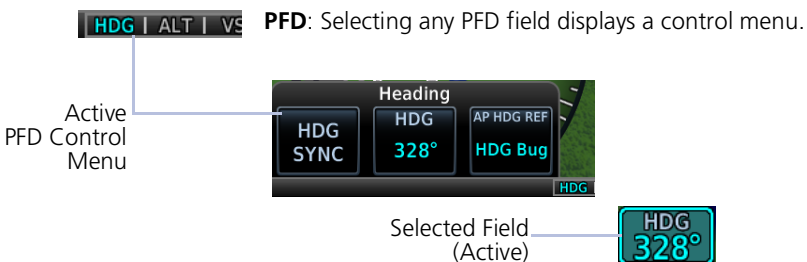 HDG | ALT | VS
PFD: Selecting any PFD field displays a control menu.
Active
PFD Control
Menu
Heading
HDG
SYNC
HDG
328°
AP HDG REF
HDG Bug
HDG
Selected Field
(Active)
HDG
328°